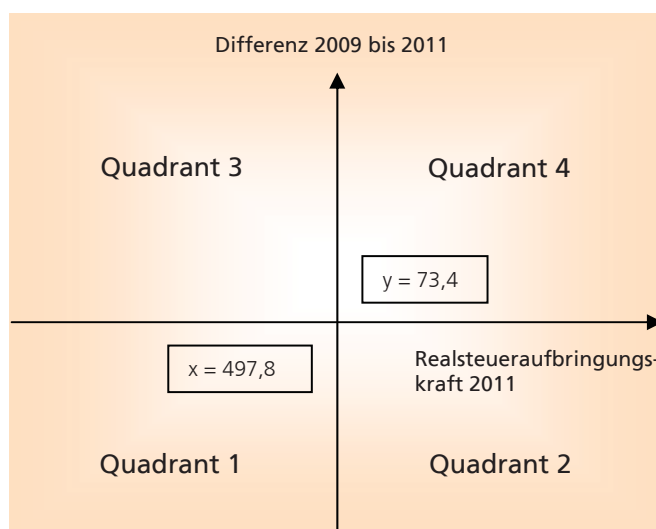 Differenz 2009 bis 2011
Quadrant 3
Quadrant 4
y = 73,4
x = 497,8
Realsteueraufbringungs-
kraft 2011
Quadrant 1
Quadrant 2